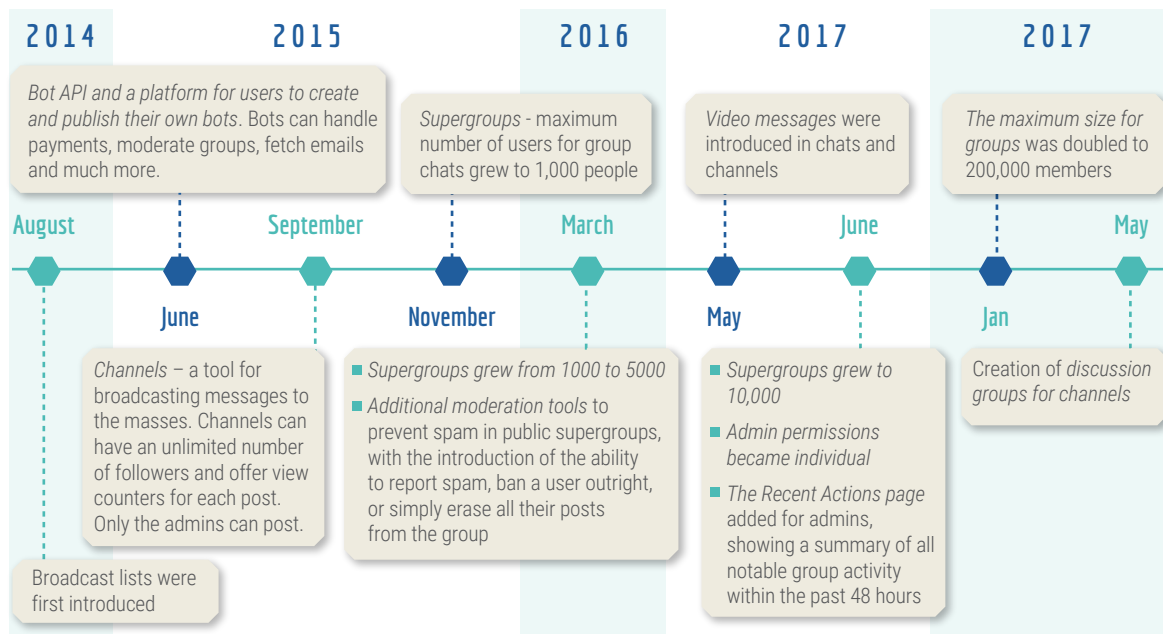 2014
2015
2016
2017
2017
Bot API and a platform for users to create
and publish their own bots. Bots can handle
payments, moderate groups, fetch emails
and much more.
Supergroups - maximum
number of users for group
chats grew to 1,000 people
Video messages were
introduced in chats and
channels
The maximum size for
groups was doubled to
200,000 members
August
September
March
June
May
June
November
May
Jan
Channels – a tool for
broadcasting messages to
the masses. Channels can
have an unlimited number
of followers and offer view
counters for each post.
Only the admins can post.
Supergroups grew from 1000 to 5000
Additional moderation tools to
prevent spam in public supergroups,
with the introduction of the ability
to report spam, ban a user outright,
or simply erase all their posts
from the group
Supergroups grew to
10,000
Admin permissions
became individual
The Recent Actions page
added for admins,
showing a summary of all
notable group activity
within the past 48 hours
Creation of discussion
groups for channels
Broadcast lists were
first introduced